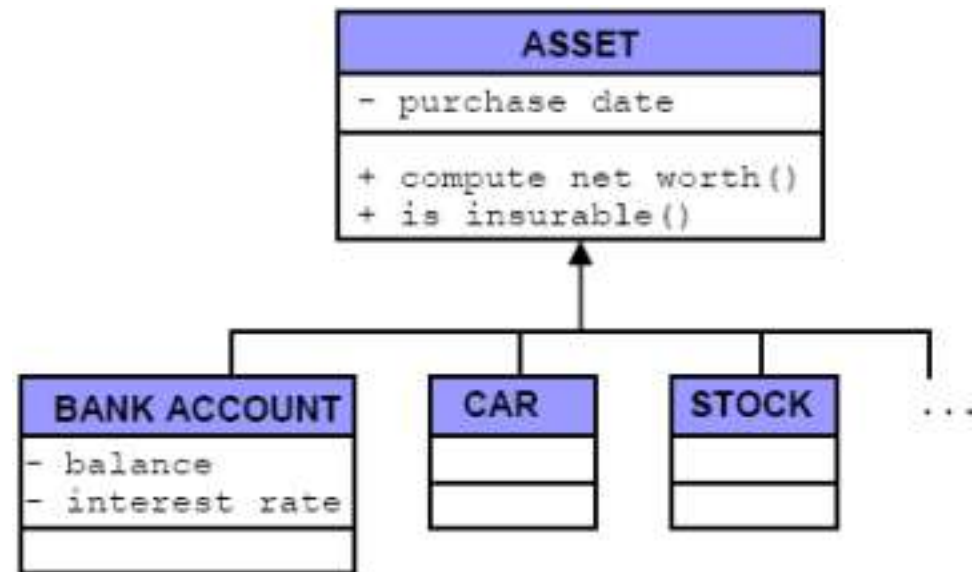 ASSET
- purchase date
+ compute net worth()
+ is insurable()
BANK ACCOUNT
- balance
- interest rate
CAR
STOCK
...